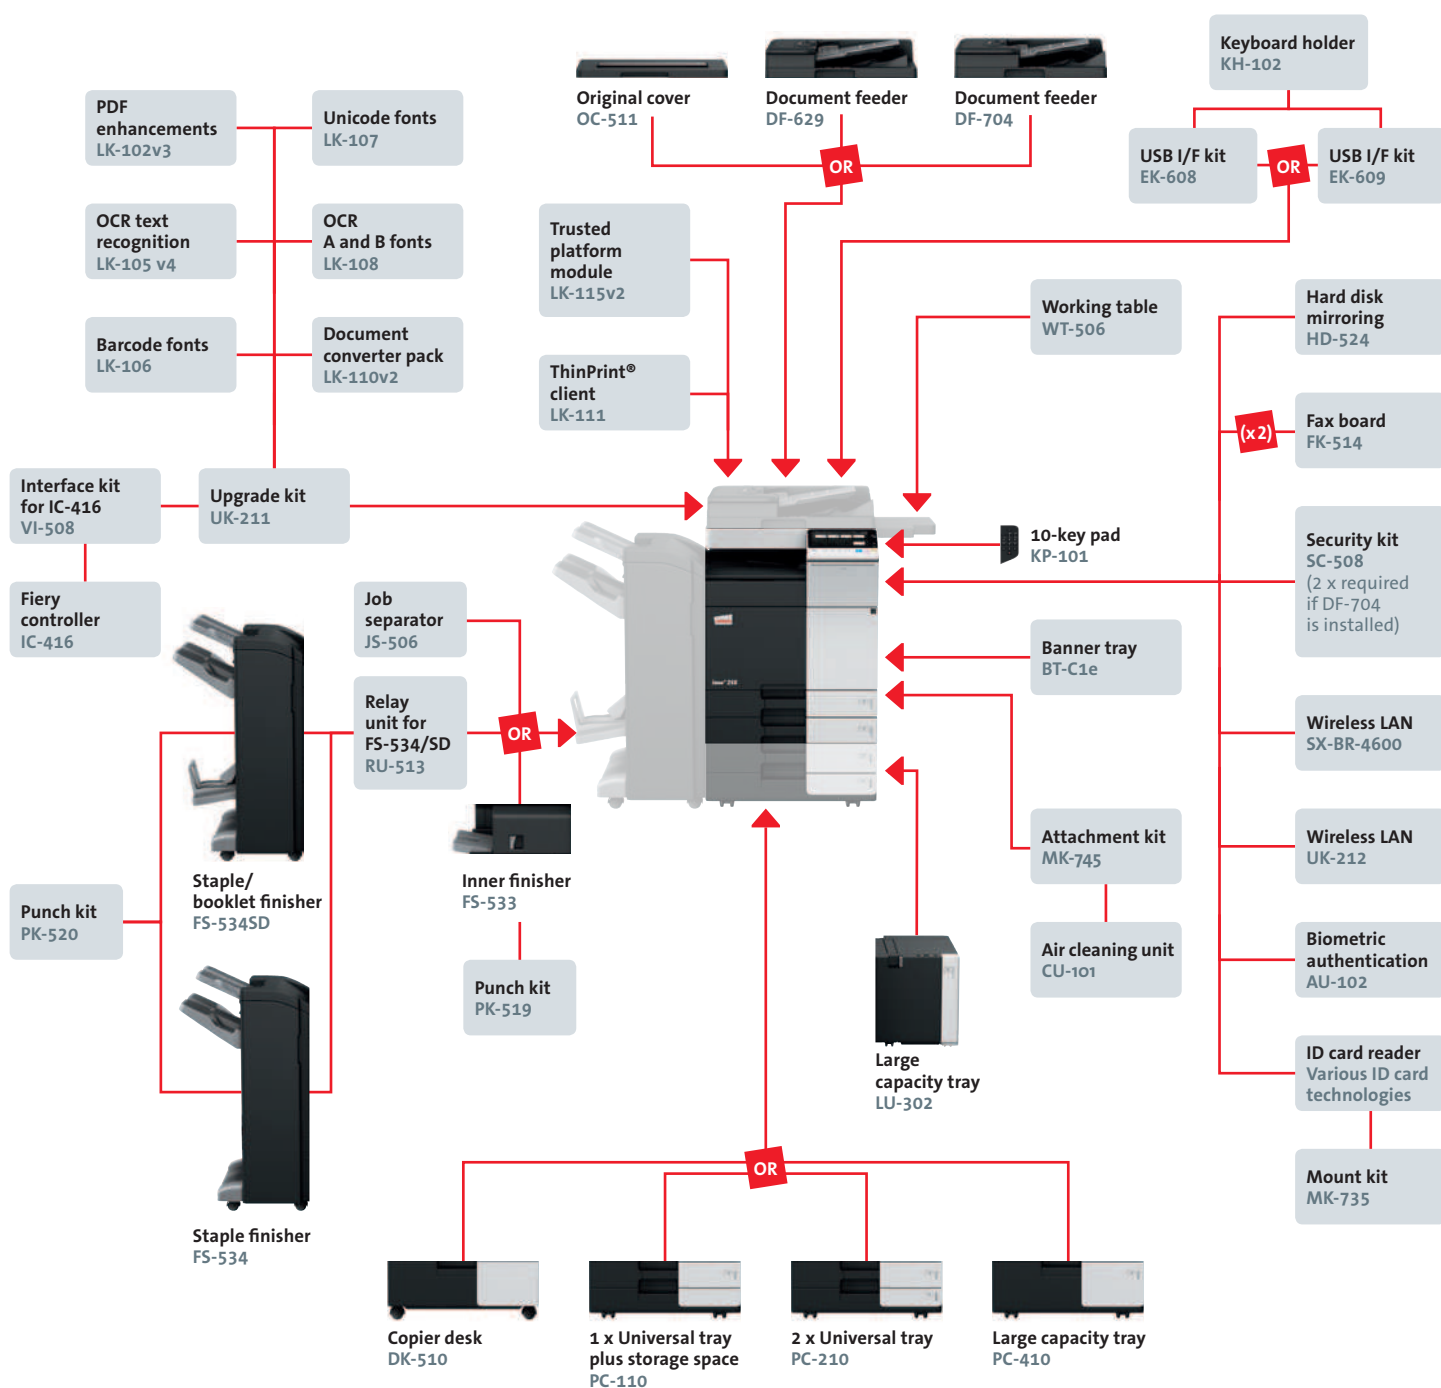 Keyboard holder
KH-102
Original cover
OC-511
Document feeder
DF-629
Document feeder
DF-704
PDF
enhancements
LK-102v3
Unicode fonts
LK-107
OR
USB I/F kit
EK-608
OR
USB I/F kit
EK-609
OCR text
recognition
LK-105 v4
OCR
A and B fonts
LK-108
Trusted
platform
module
LK-115v2
Working table
WT-506
Hard disk
mirroring
HD-524
Barcode fonts
LK-106
Document
converter pack
LK-110v2
ThinPrint®
client
LK-111
(x2)
Fax board
FK-514
Interface kit
for IC-416
VI-508
Upgrade kit
UK-211
10-key pad
KP-101
Security kit
SC-508
(2 x required
if DF-704
is installed)
Fiery
controller
IC-416
Job
separator
JS-506
Banner tray
BT-C1e
Relay
unit for
FS-534/SD
RU-513
OR
Wireless LAN
SX-BR-4600
Attachment kit
MK-745
Wireless LAN
UK-212
Staple/
booklet finisher
FS-534SD
Inner finisher
FS-533
Punch kit
PK-520
Air cleaning unit
CU-101
Biometric
authentication
AU-102
Punch kit
PK-519
Large
capacity tray
LU-302
ID card reader
Various ID card
technologies
OR
Mount kit
MK-735
Staple finisher
FS-534
Copier desk
DK-510
1 x Universal tray
plus storage space
PC-110
2 x Universal tray
PC-210
Large capacity tray
PC-410